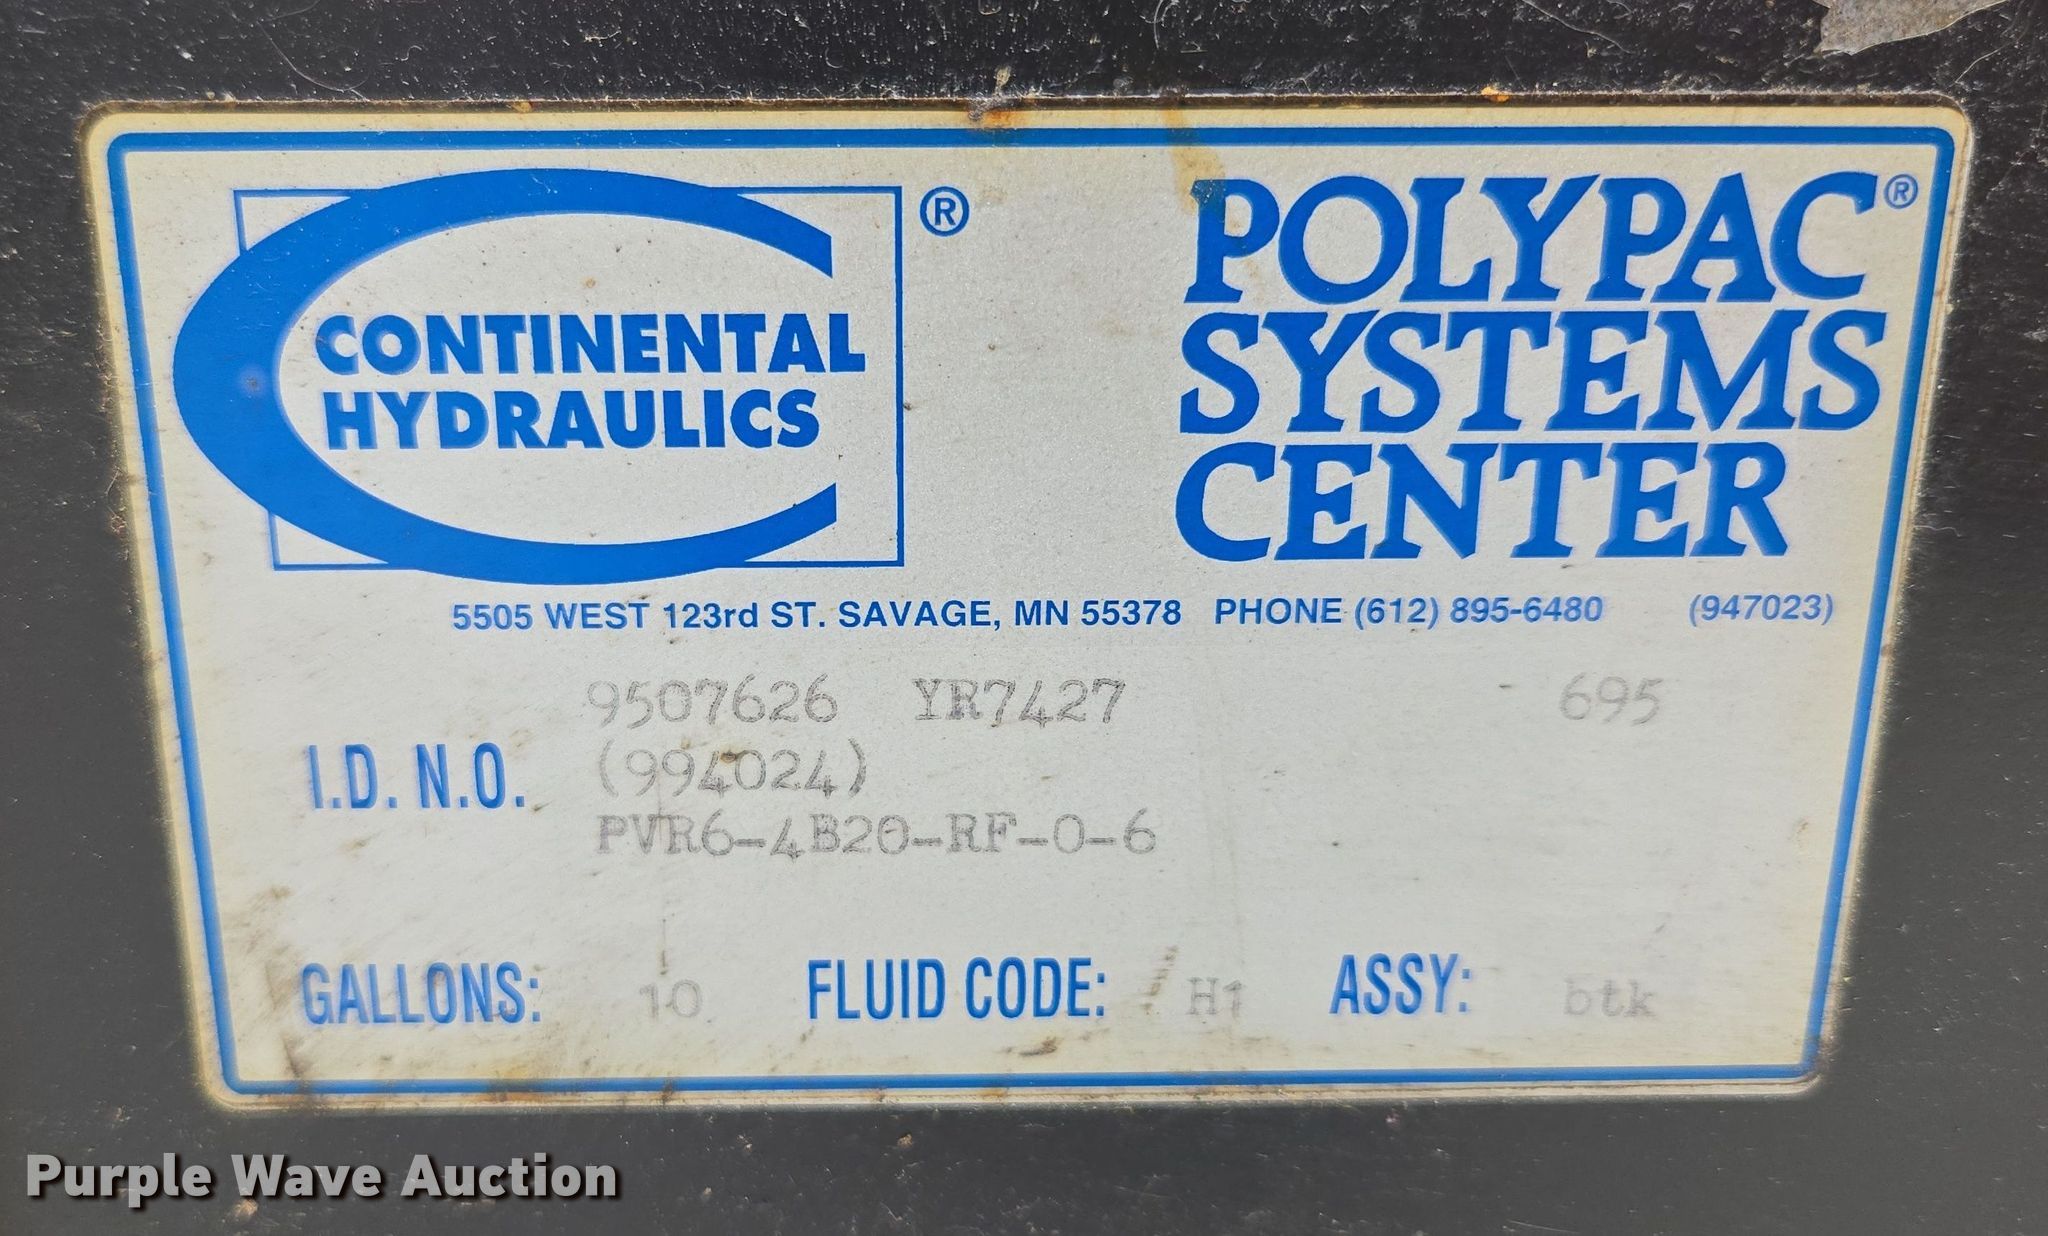 CONTINENTAL ®
HYDRAULICS
POLYPAC®
SYSTEMS
CENTER
5505 WEST 123rd ST. SAVAGE, MN 55378 PHONE (612) 895-6480 (947023)
9507626 YR7427 695
I.D. N.O. (994024)
PVR6-4B20-RF-0-6
GALLONS: 10 FLUID CODE: H1 ASSY: btk
Purple Wave Auction